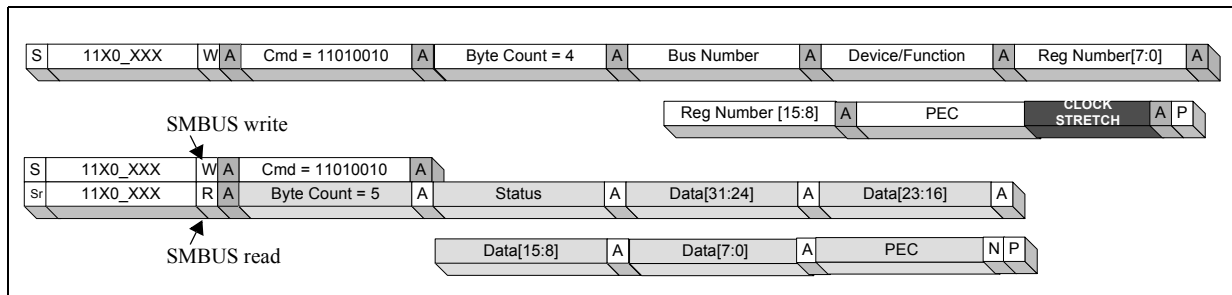 S 11X0_XXX W A Cmd = 11010010 A Byte Count = 4 A Bus Number A Device/Function A Reg Number[7:0] A
Reg Number [15:8] A PEC CLOCK STRETCH A P
SMBUS write
S 11X0_XXX W A Cmd = 11010010 A
Sr 11X0_XXX R A Byte Count = 5 A Status A Data[31:24] A Data[23:16] A
SMBUS read
Data[15:8] A Data[7:0] A PEC N P